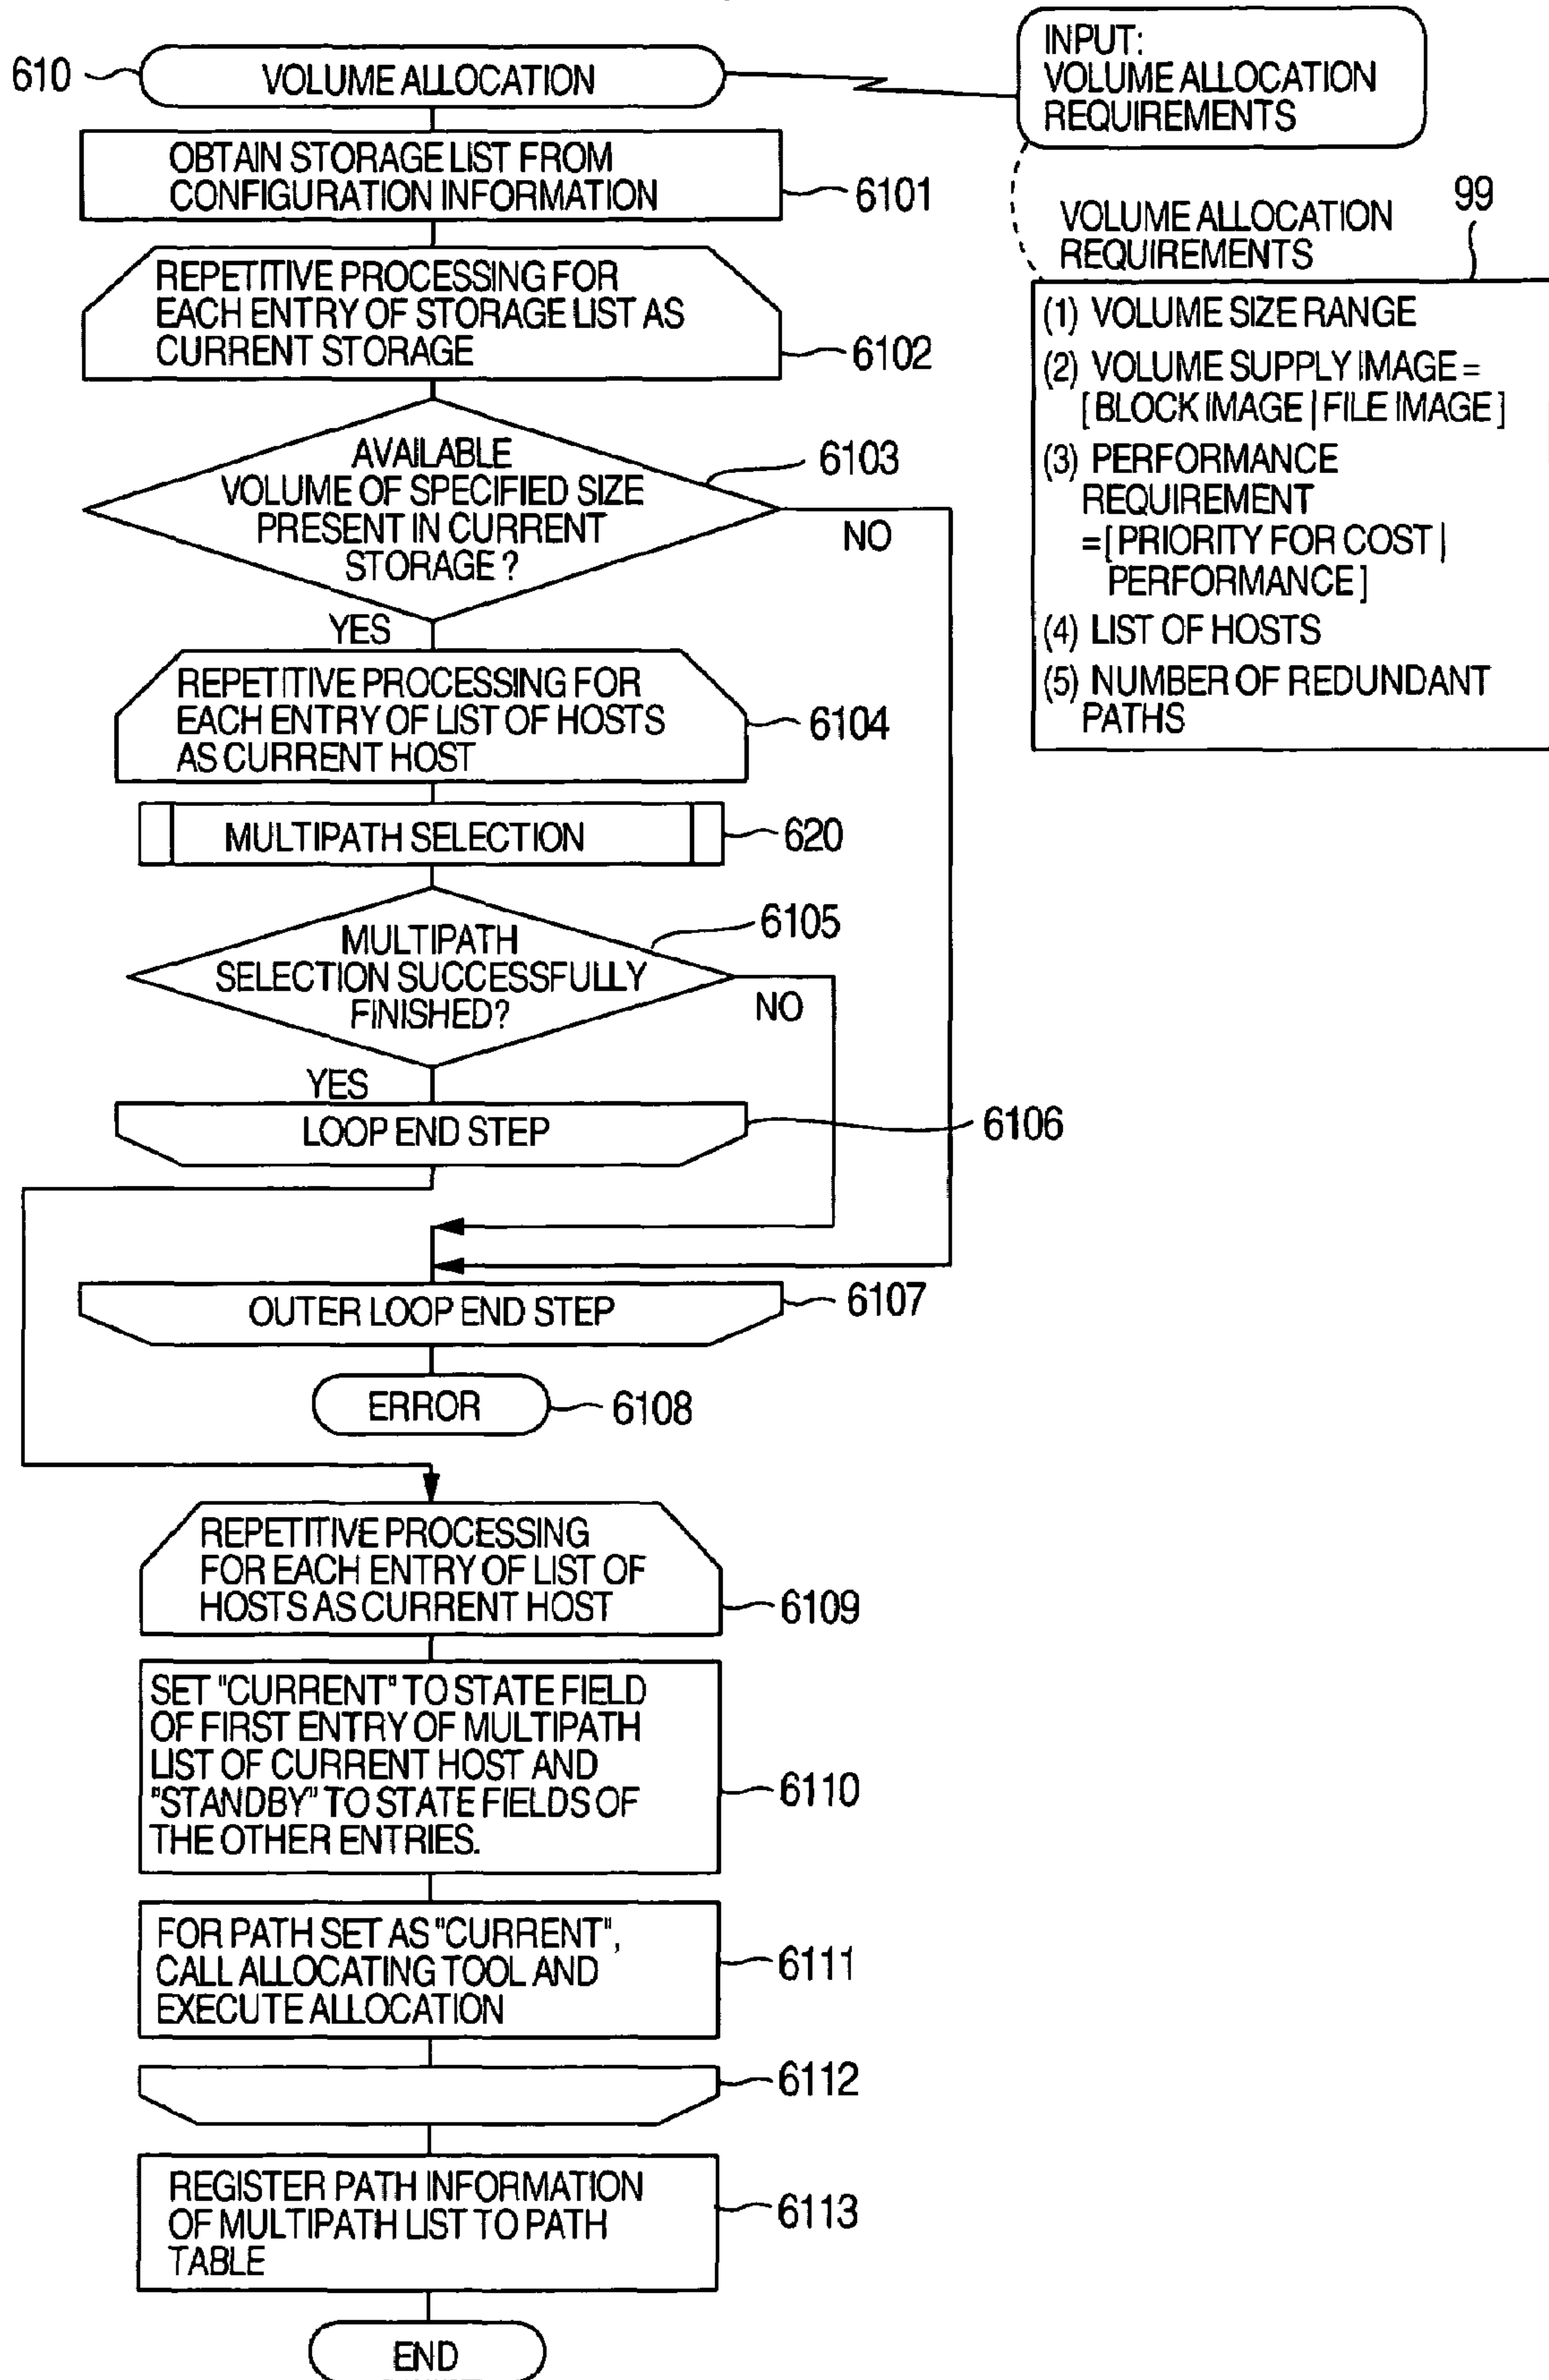 610
VOLUME ALLOCATION
INPUT:
VOLUME ALLOCATION
REQUIREMENTS
OBTAIN STORAGE LIST FROM
CONFIGURATION INFORMATION
6101
VOLUME ALLOCATION
REQUIREMENTS
99
(1) VOLUME SIZE RANGE
(2) VOLUME SUPPLY IMAGE =
[BLOCK IMAGE | FILE IMAGE]
(3) PERFORMANCE
REQUIREMENT
=[PRIORITY FOR COST |
PERFORMANCE]
(4) LIST OF HOSTS
(5) NUMBER OF REDUNDANT
PATHS
REPETITIVE PROCESSING FOR
EACH ENTRY OF STORAGE LIST AS
CURRENT STORAGE
6102
AVAILABLE
VOLUME OF SPECIFIED SIZE
PRESENT IN CURRENT
STORAGE?
6103
NO
YES
REPETITIVE PROCESSING FOR
EACH ENTRY OF LIST OF HOSTS
AS CURRENT HOST
6104
MULTIPATH SELECTION
620
MULTIPATH
SELECTION SUCCESSFULLY
FINISHED?
6105
NO
YES
LOOP END STEP
6106
OUTER LOOP END STEP
6107
ERROR
6108
REPETITIVE PROCESSING
FOR EACH ENTRY OF LIST OF
HOSTS AS CURRENT HOST
6109
SET "CURRENT" TO STATE FIELD
OF FIRST ENTRY OF MULTIPATH
LIST OF CURRENT HOST AND
"STANDBY" TO STATE FIELDS OF
THE OTHER ENTRIES.
6110
FOR PATH SET AS "CURRENT",
CALL ALLOCATING TOOL AND
EXECUTE ALLOCATION
6111
6112
REGISTER PATH INFORMATION
OF MULTIPATH LIST TO PATH
TABLE
6113
END